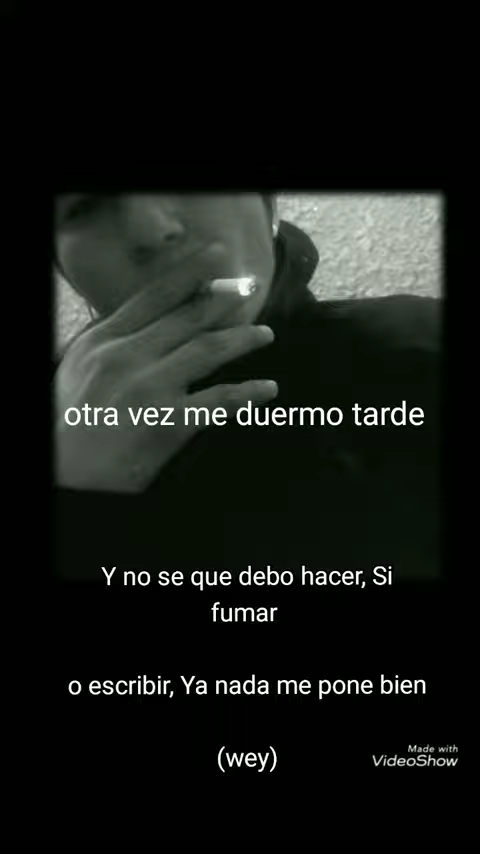 otra vez me duermo tarde
Y no se que debo hacer, Si
fumar
o escribir, Ya nada me pone bien
(wey)
Made with
VideoShow